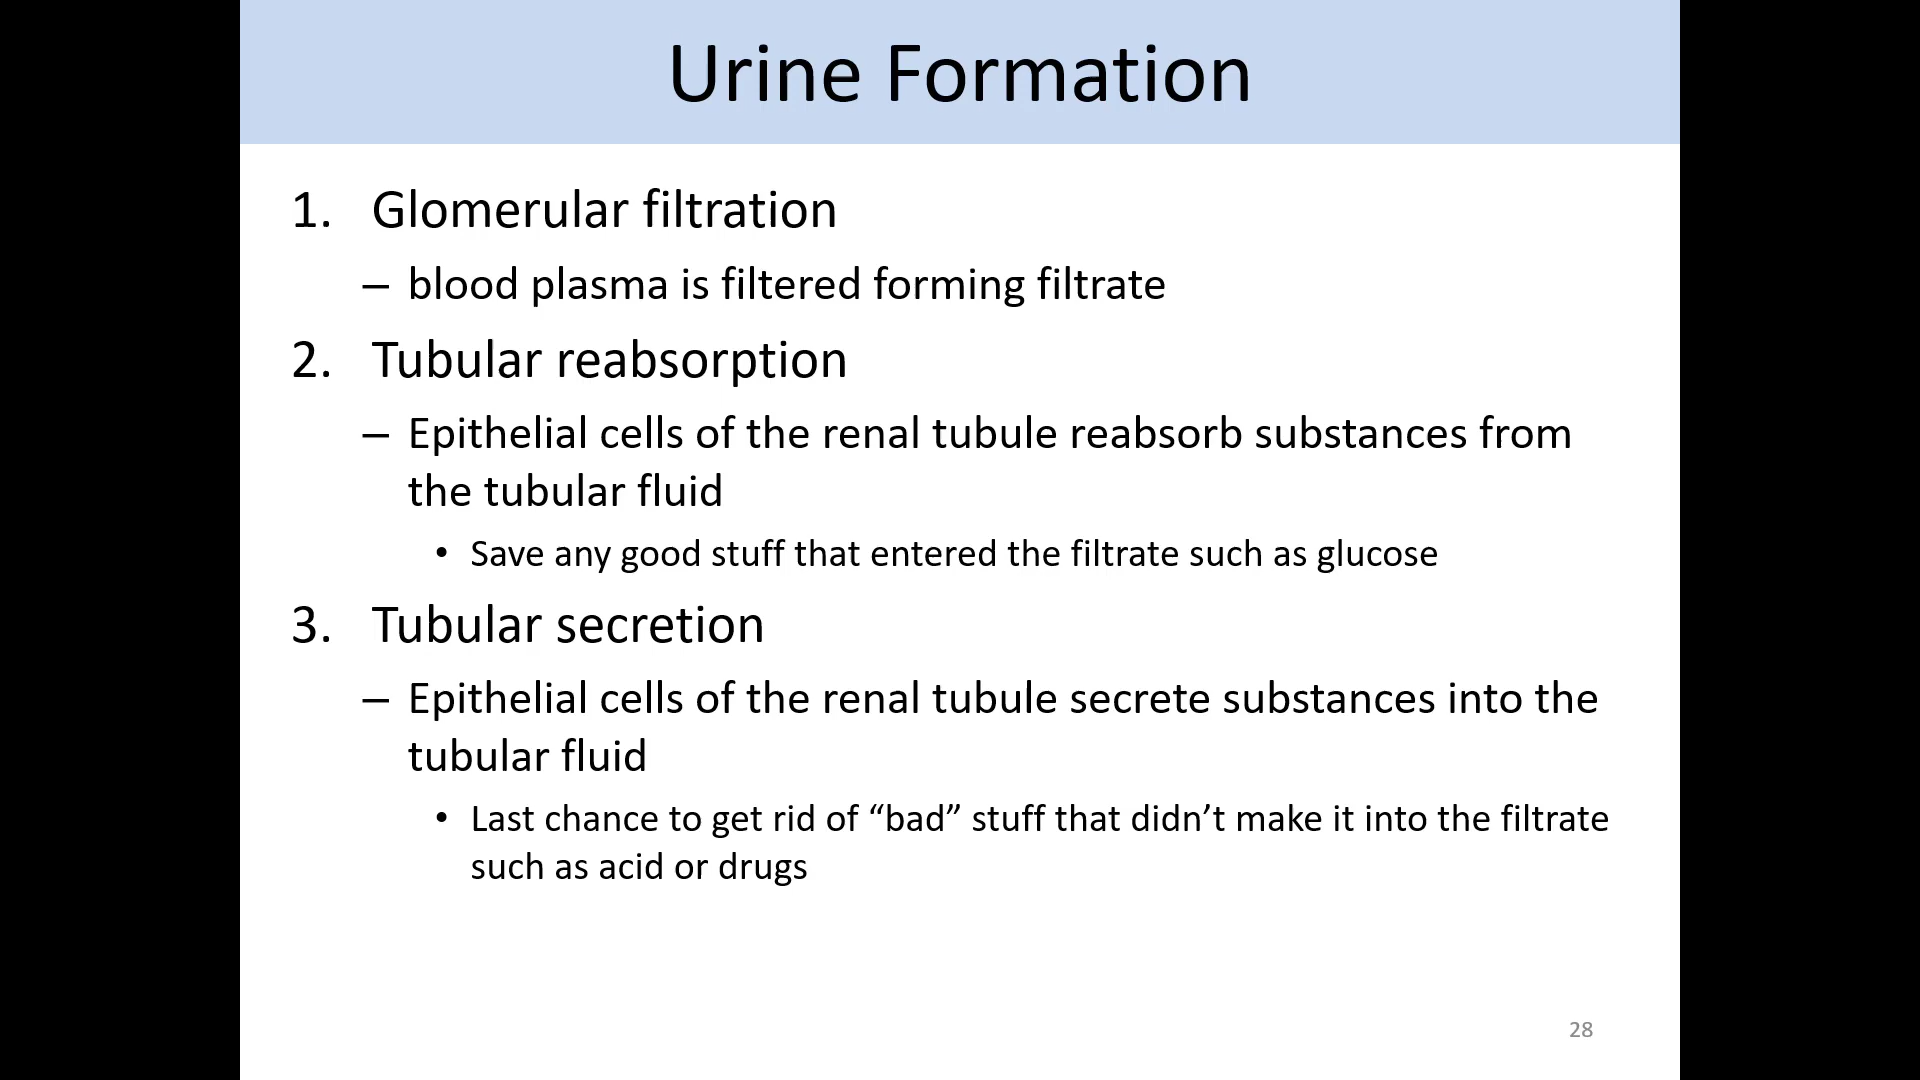 Urine Formation
1. Glomerular filtration
– blood plasma is filtered forming filtrate
2. Tubular reabsorption
– Epithelial cells of the renal tubule reabsorb substances from
the tubular fluid
• Save any good stuff that entered the filtrate such as glucose
3. Tubular secretion
– Epithelial cells of the renal tubule secrete substances into the
tubular fluid
• Last chance to get rid of “bad” stuff that didn’t make it into the filtrate
such as acid or drugs
28